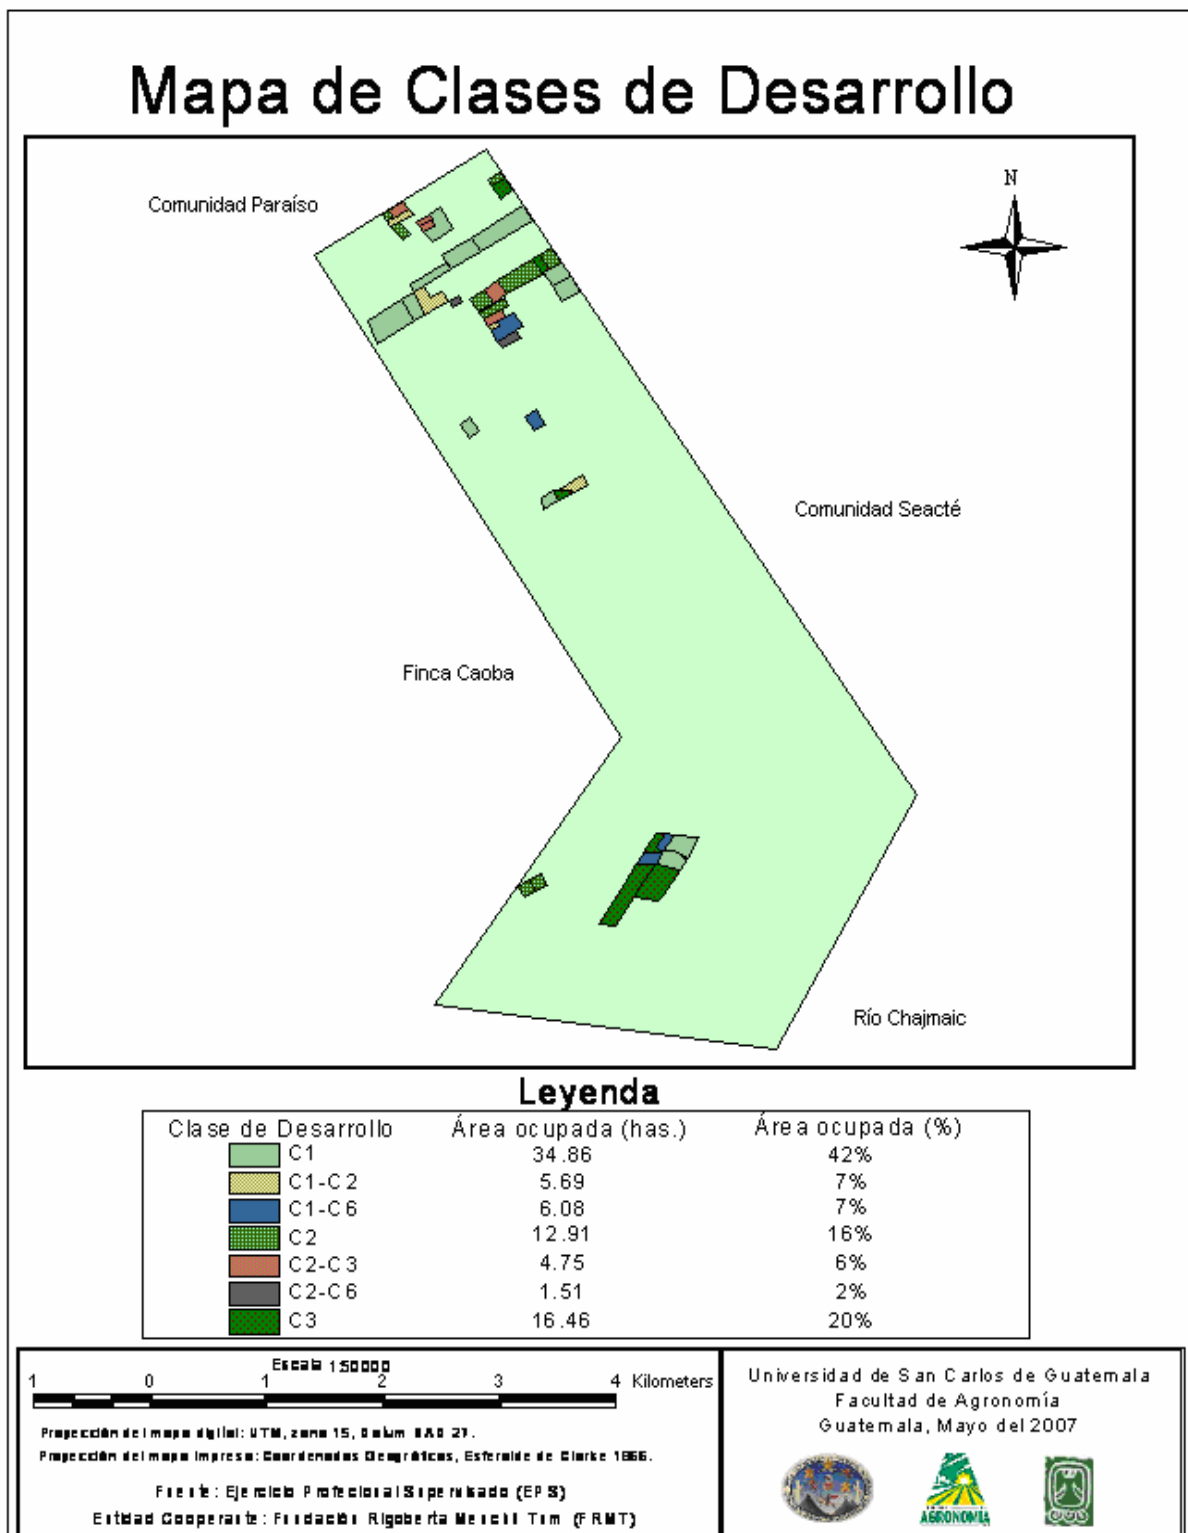 Mapa de Clases de Desarrollo
Comunidad Paraíso
N
Comunidad Seacté
Finca Caoba
Río Chajmaic
Leyenda
Clase de Desarrollo Área ocupada (has.) Área ocupada (%)
C1 34.86 42%
C1-C2 5.69 7%
C1-C6 6.08 7%
C2 12.91 16%
C2-C3 4.75 6%
C2-C6 1.51 2%
C3 16.46 20%
Escala 1:50000
1 0 1 2 3 4 Kilometers
Proyección del mapa digital: UTM, zona 15, Datum NAD 27.
Proyección del mapa impreso: Coordenadas Geográficas, Esferoide de Clarke 1866.
Fuente: Ejercicio Profecional Supervisado (EPS)
Entidad Cooperante: Fundación Rigoberta Menchú Tum (FRMT)
Universidad de San Carlos de Guatemala
Facultad de Agronomía
Guatemala, Mayo del 2007
AGRONOMÍA